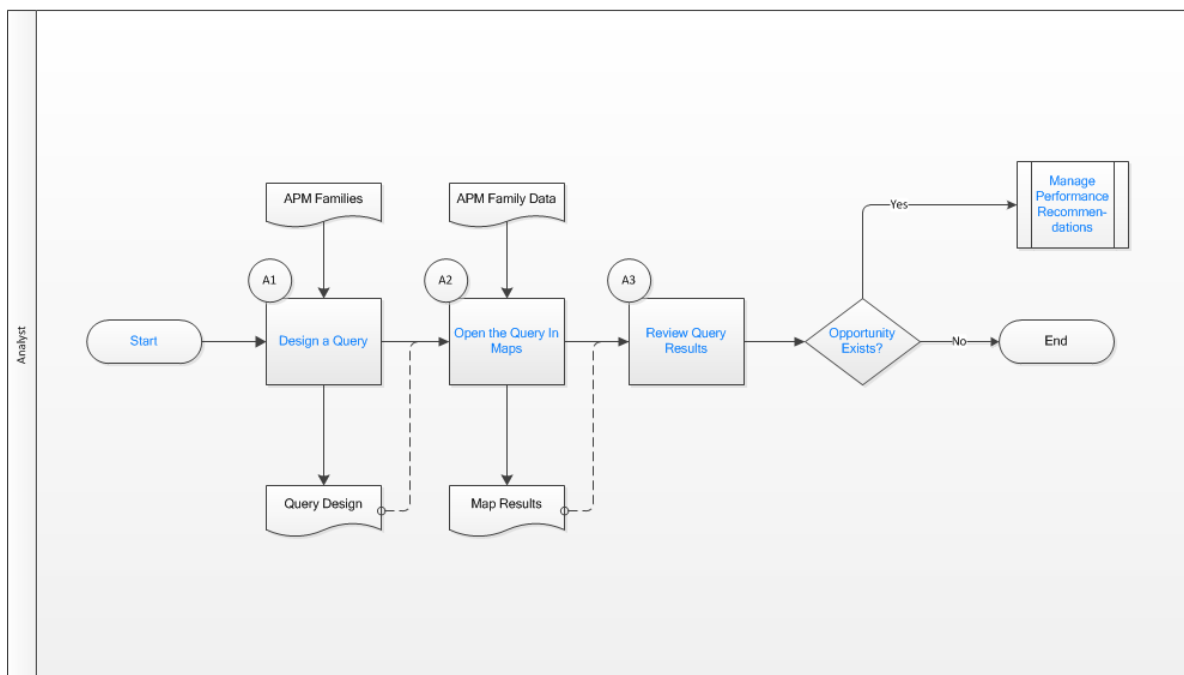 Analyst
APM Families
APM Family Data
Manage
Performance
Recommen-
dations
Yes
A1
A2
A3
Start
Design a Query
Open the Query In
Maps
Review Query
Results
Opportunity
Exists?
No
End
Query Design
Map Results